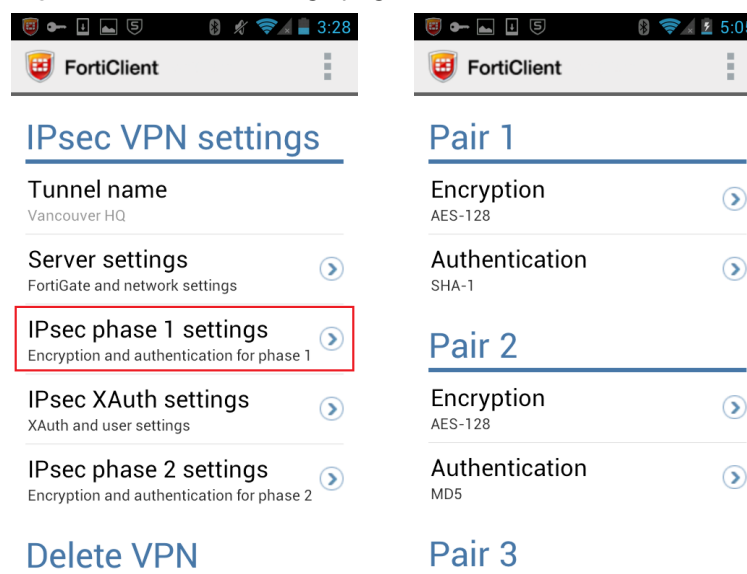 3:28
FortiClient
IPsec VPN settings
Tunnel name
Vancouver HQ
Server settings
FortiGate and network settings
IPsec phase 1 settings
Encryption and authentication for phase 1
IPsec XAuth settings
XAuth and user settings
IPsec phase 2 settings
Encryption and authentication for phase 2
Delete VPN
FortiClient
Pair 1
Encryption
AES-128
Authentication
SHA-1
Pair 2
Encryption
AES-128
Authentication
MD5
Pair 3